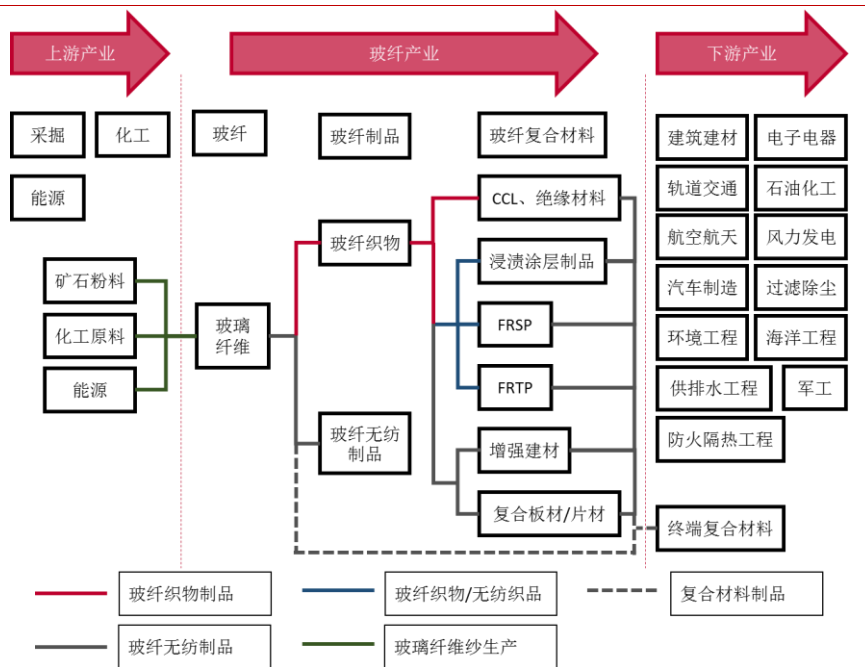 上游产业
玻纤产业
下游产业
采掘
化工
玻纤
玻纤制品
玻纤复合材料
建筑建材
电子电器
能源
CCL、绝缘材料
轨道交通
石油化工
玻纤织物
航空航天
风力发电
矿石粉料
浸渍涂层制品
汽车制造
过滤除尘
化工原料
玻璃
纤维
FRSP
环境工程
海洋工程
能源
FRTP
供排水工程
军工
玻纤无纺
制品
增强建材
防火隔热工程
复合板材/片材
终端复合材料
玻纤织物制品
玻纤织物/无纺织品
复合材料制品
玻纤无纺制品
玻璃纤维纱生产